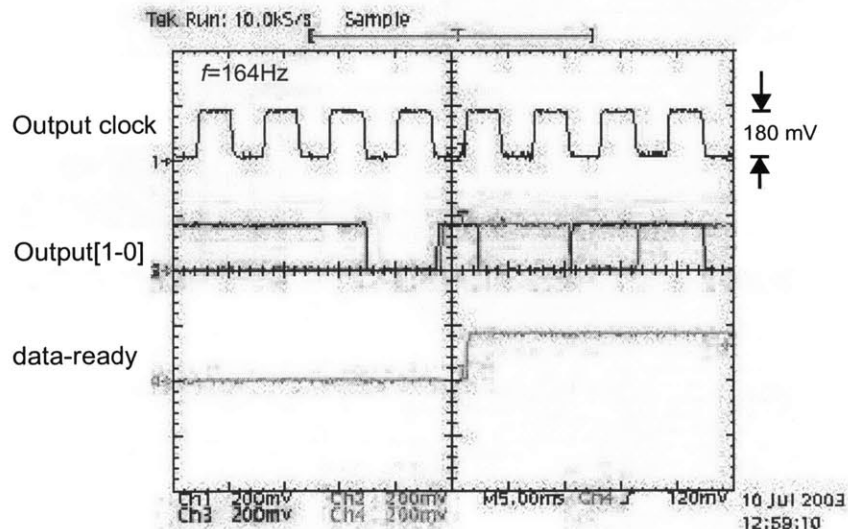 Tek Run: 10.0kS/s Sample
f=164Hz
Output clock
180 mV
1
Output[1-0]
data-ready
Ch1 200mV Ch2 200mV M5.00ms Ch4 120mV
Ch3 200mV Ch4 200mV
10 Jul 2003
12:59:10